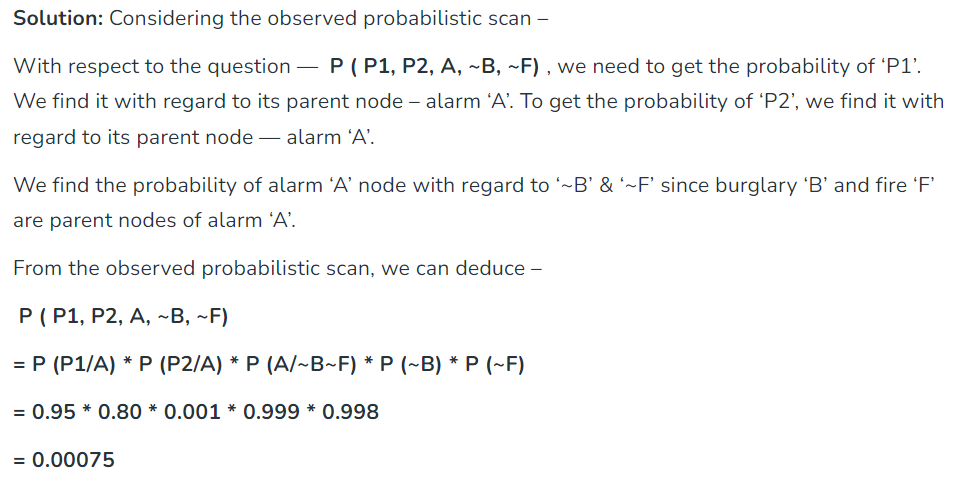 Solution: Considering the observed probabilistic scan –
With respect to the question — P ( P1, P2, A, ~B, ~F) , we need to get the probability of ‘P1’.
We find it with regard to its parent node – alarm ‘A’. To get the probability of ‘P2’, we find it with
regard to its parent node — alarm ‘A’.
We find the probability of alarm ‘A’ node with regard to ‘~B’ & ‘~F’ since burglary ‘B’ and fire ‘F’
are parent nodes of alarm ‘A’.
From the observed probabilistic scan, we can deduce –
P ( P1, P2, A, ~B, ~F)
= P (P1/A) * P (P2/A) * P (A/~B~F) * P (~B) * P (~F)
= 0.95 * 0.80 * 0.001 * 0.999 * 0.998
= 0.00075